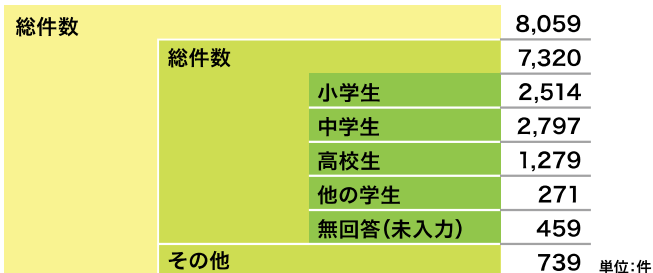 総件数 8,059
総件数 7,320
小学生 2,514
中学生 2,797
高校生 1,279
他の学生 271
無回答（未入力） 459
その他 739
単位：件